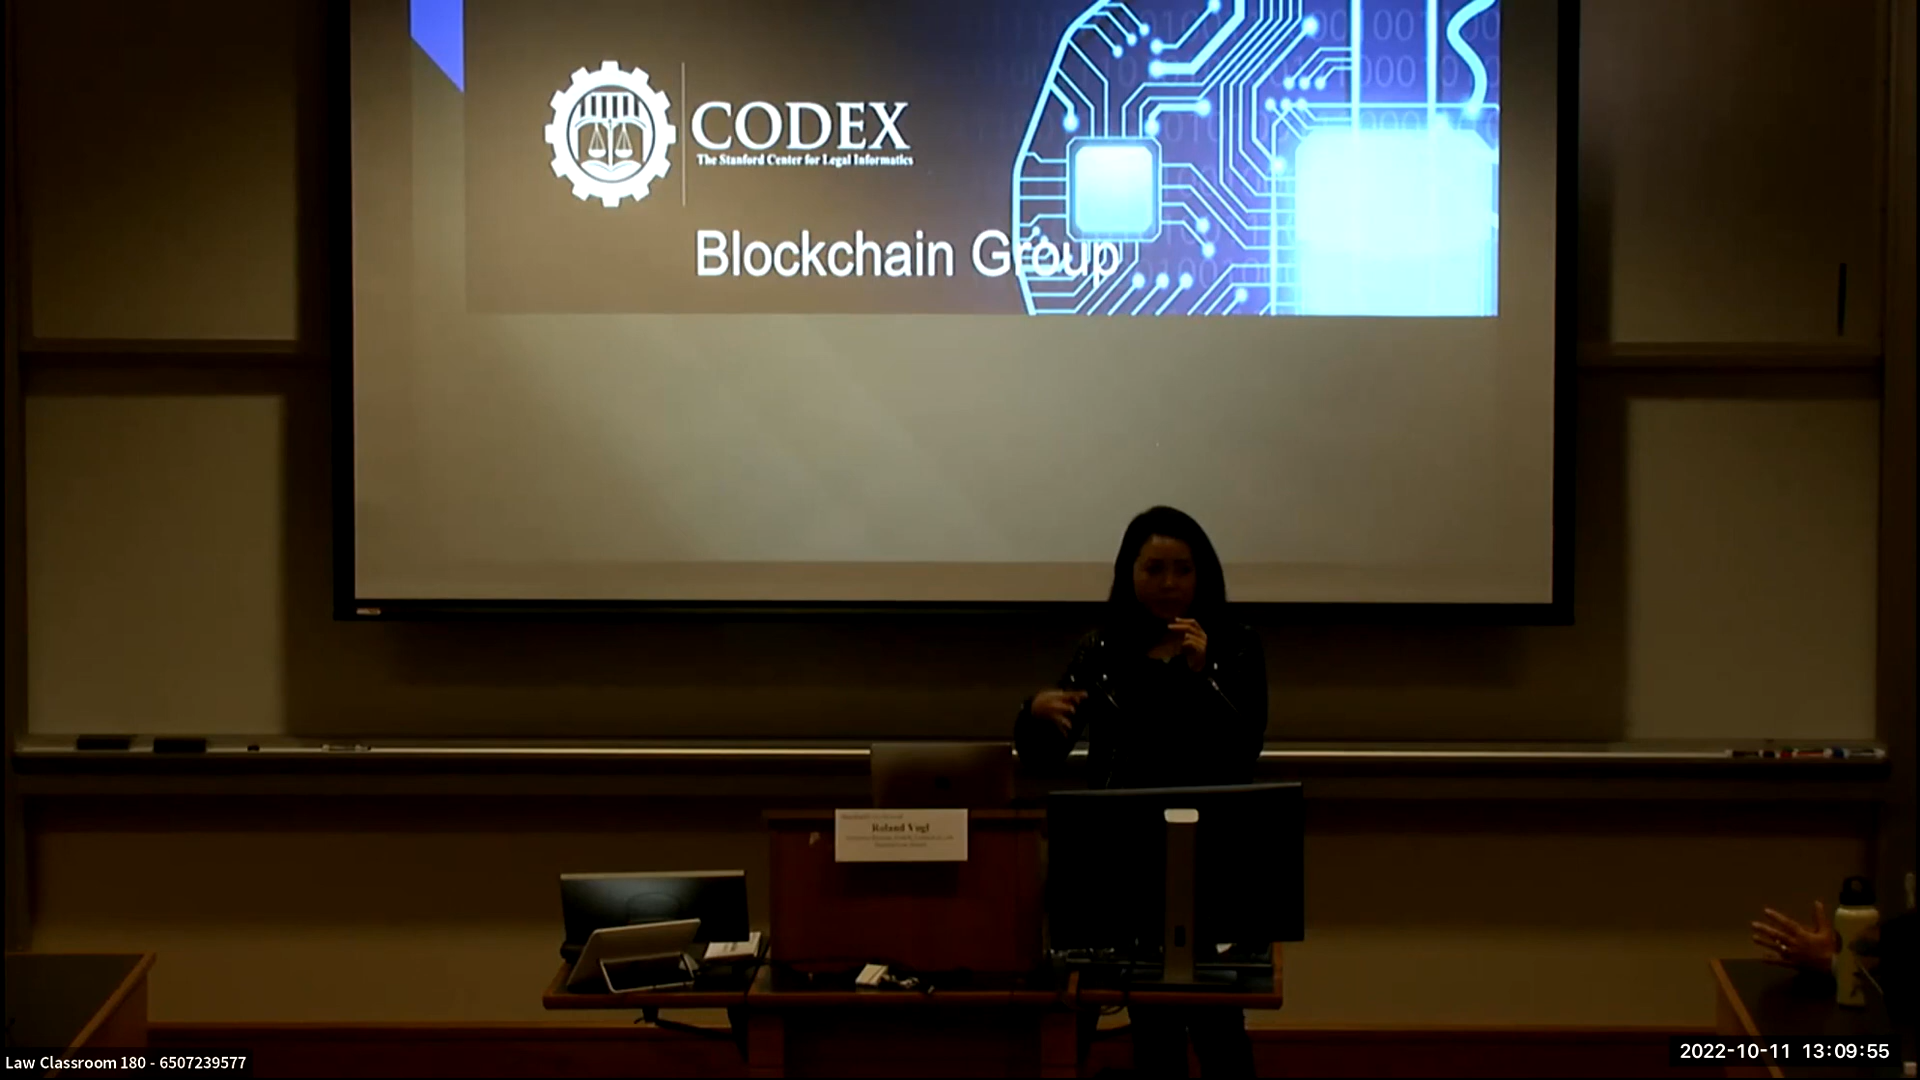 CODEX
The Stanford Center for Legal Informatics
Blockchain Group
Roland Vogl
Law Classroom 180 - 6507239577
2022-10-11 13:09:55